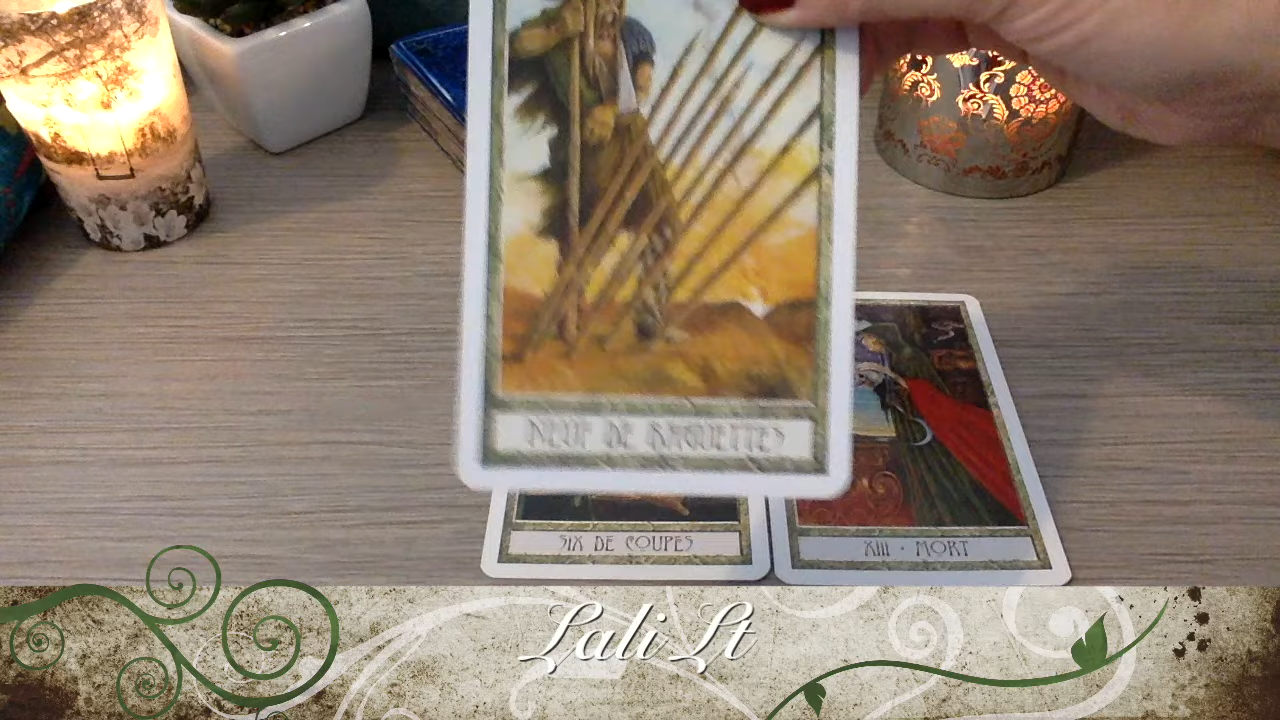 NEUF DE BAGUETTES
SIX DE COUPES
XIII · MORT
Lali Lt